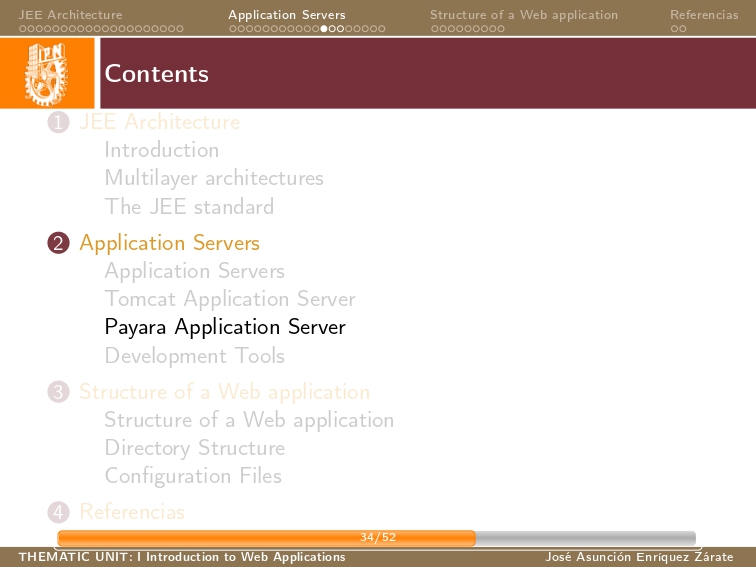 JEE Architecture Application Servers Structure of a Web application Referencias
IPN
Contents
1 JEE Architecture
Introduction
Multilayer architectures
The JEE standard
2 Application Servers
Application Servers
Tomcat Application Server
Payara Application Server
Development Tools
3 Structure of a Web application
Structure of a Web application
Directory Structure
Configuration Files
4 Referencias
34/52
THEMATIC UNIT: I Introduction to Web Applications José Asunción Enríquez Zárate